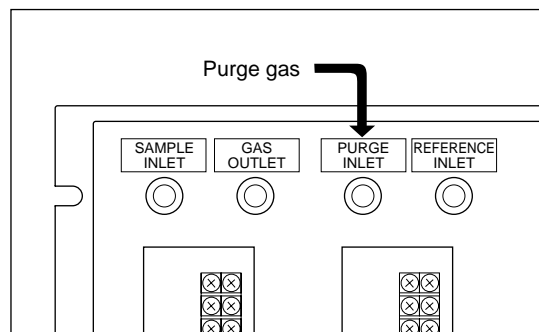 Purge gas
SAMPLE
INLET
GAS
OUTLET
PURGE
INLET
REFERENCE
INLET